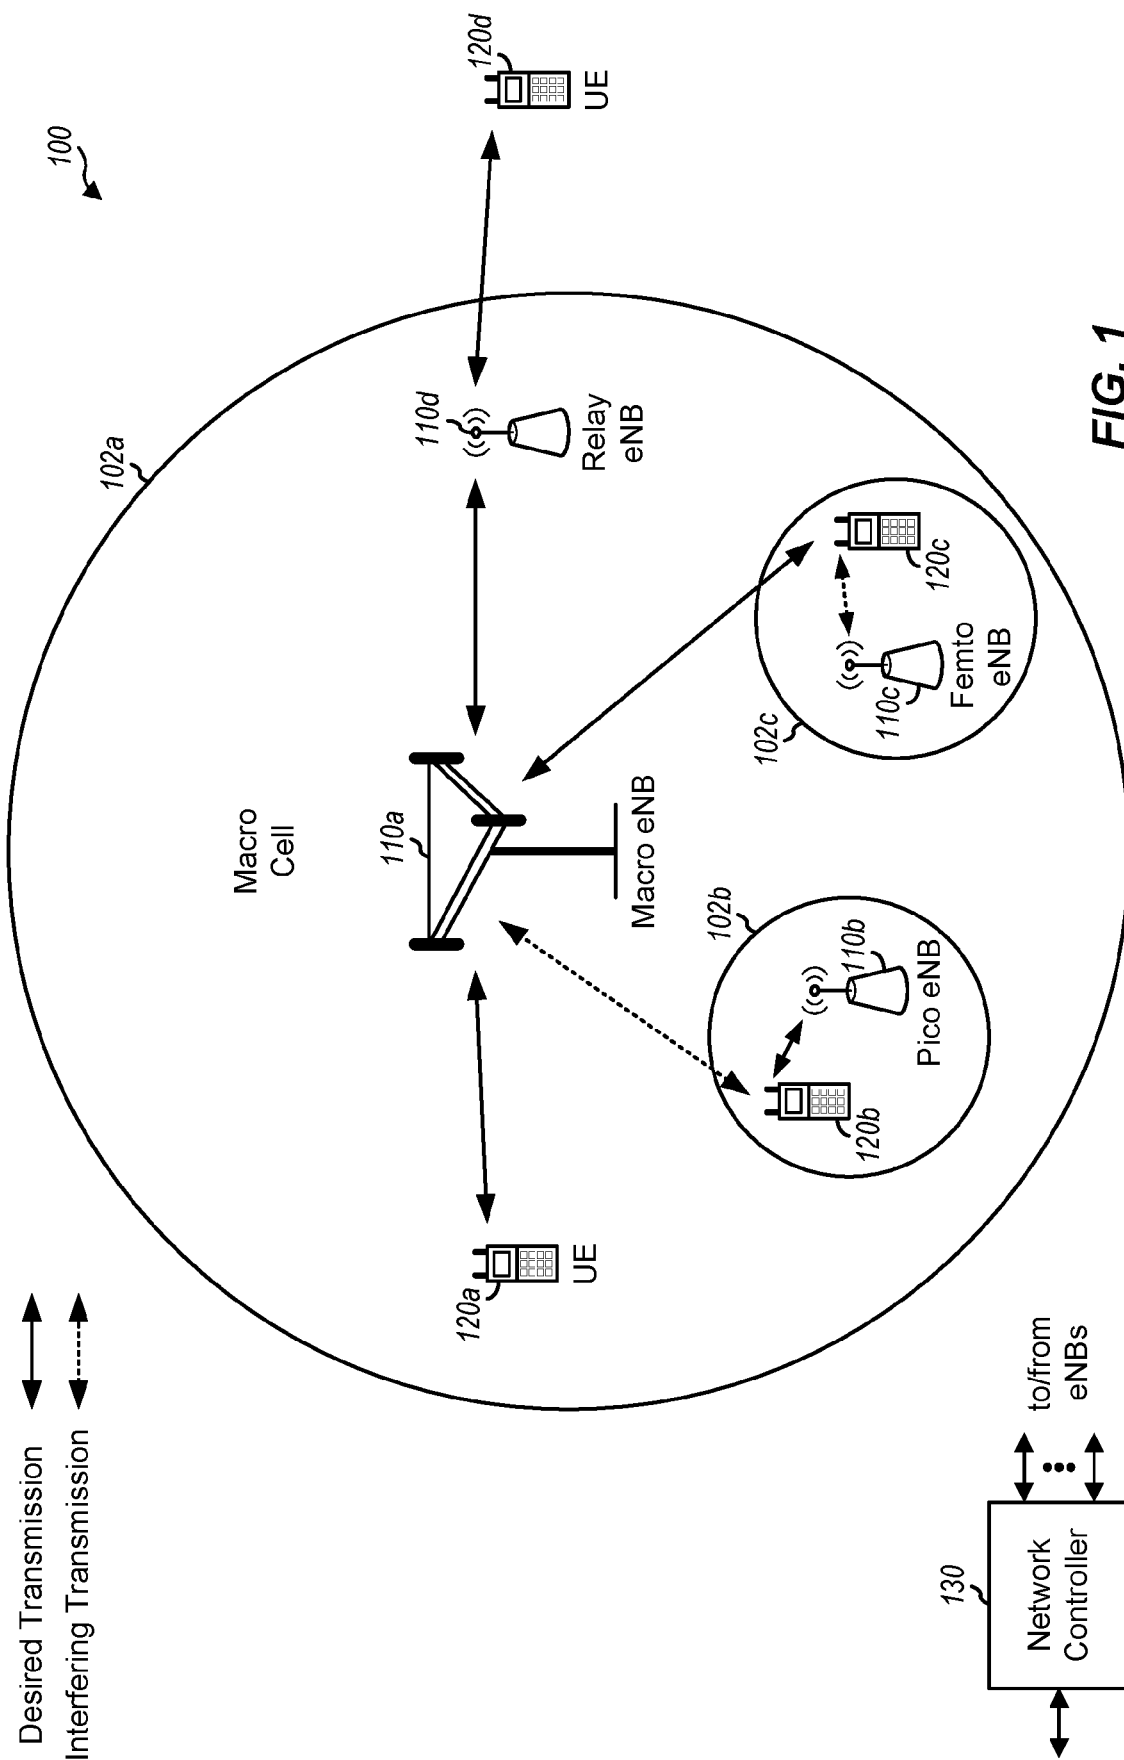 Desired Transmission
Interfering Transmission
100
102a
Macro
Cell
110a
Macro eNB
110d
Relay
eNB
120d
UE
120a
UE
102b
110b
Pico eNB
120b
102c
110c
Femto
eNB
120c
130
Network
Controller
to/from
eNBs
FIG. 1